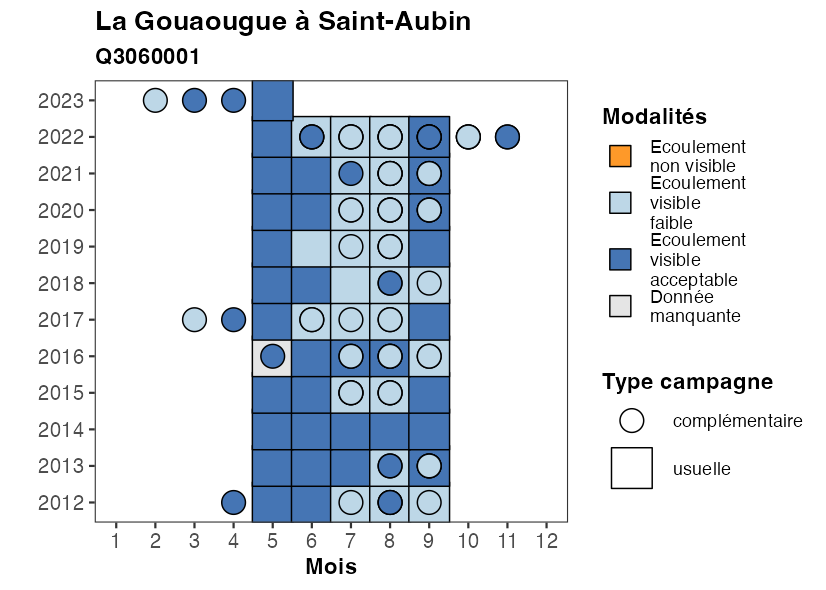 La Gouaougue à Saint-Aubin
Q3060001
2023
2022
2021
2020
2019
2018
2017
2016
2015
2014
2013
2012
1 2 3 4 5 6 7 8 9 10 11 12
Mois
Modalités
Ecoulement
non visible
Ecoulement
visible
faible
Ecoulement
visible
acceptable
Donnée
manquante
Type campagne
complémentaire
usuelle